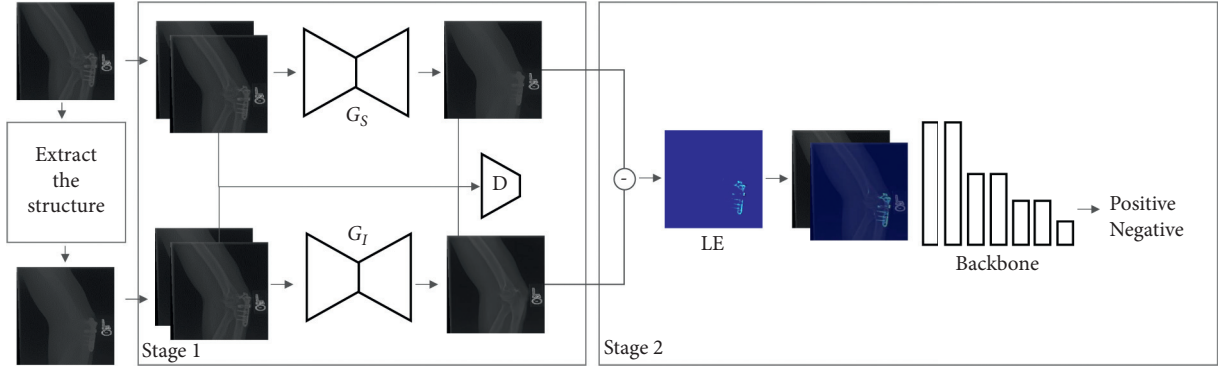 Extract
the
structure
G_S
D
G_I
Stage 1
-
LE
Backbone
Positive
Negative
Stage 2